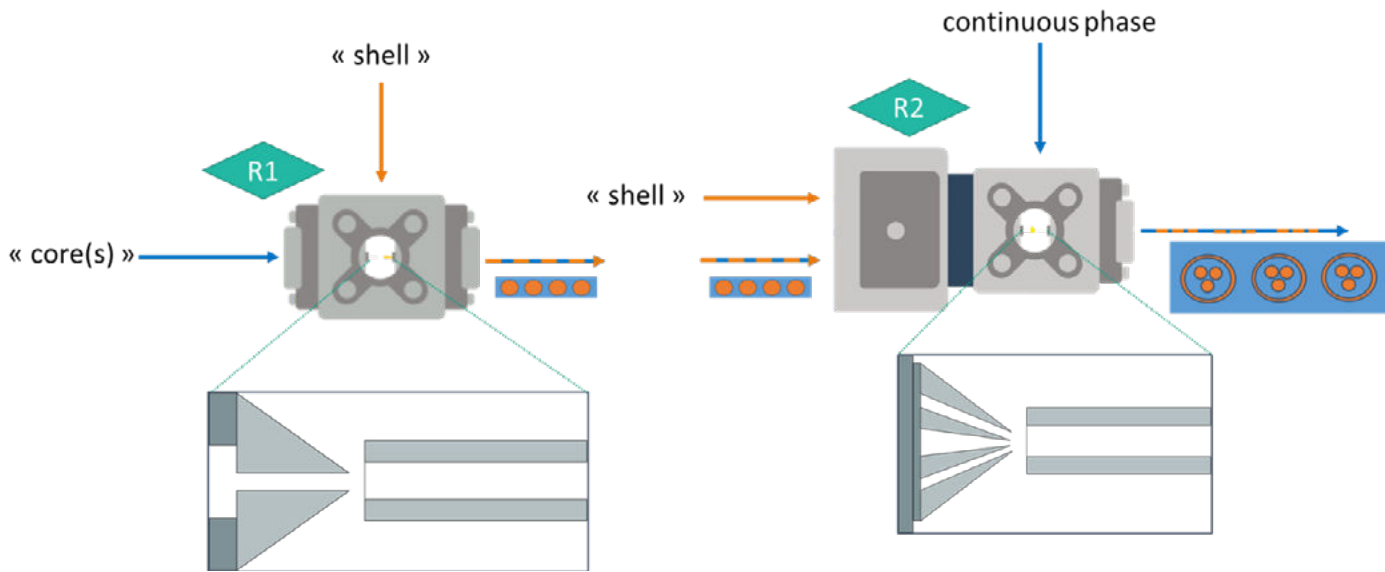 continuous phase
« shell »
R2
R1
« shell »
« core(s) »